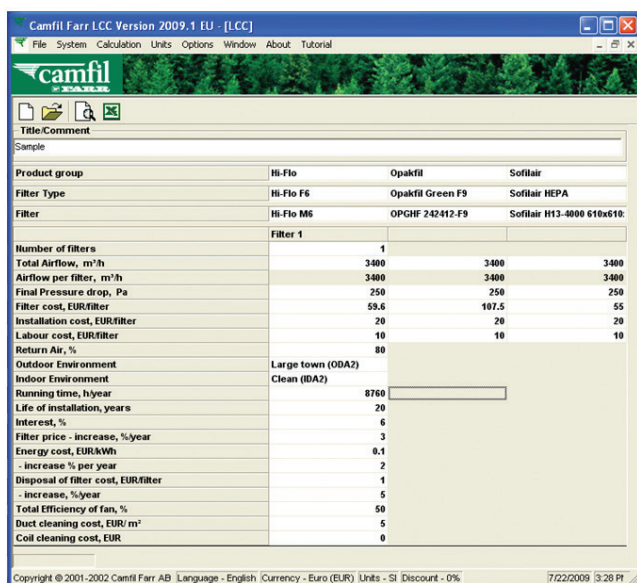 Camfil Farr LCC Version 2009.1 EU - [LCC]
File System Calculation Units Options Window About Tutorial
camfil
FARR
Title/Comment
Sample
Product group Hi-Flo Opakfil Sofilair
Filter Type Hi-Flo F6 Opakfil Green F9 Sofilair HEPA
Filter Hi-Flo M6 OPGHF 242412-F9 Sofilair H13-4000 610x610:
Filter 1
Number of filters 1
Total Airflow, m³/h 3400 3400 3400
Airflow per filter, m³/h 3400 3400 3400
Final Pressure drop, Pa 250 250 250
Filter cost, EUR/filter 59.6 107.5 55
Installation cost, EUR/filter 20 20 20
Labour cost, EUR/filter 10 10 10
Return Air, % 80
Outdoor Environment Large town (ODA2)
Indoor Environment Clean (IDA2)
Running time, h/year 8760
Life of installation, years 20
Interest, % 6
Filter price - increase, %/year 3
Energy cost, EUR/kWh 0.1
- increase % per year 2
Disposal of filter cost, EUR/filter 1
- increase, %/year 5
Total Efficiency of fan, % 50
Duct cleaning cost, EUR/m² 5
Coil cleaning cost, EUR 0
Copyright © 2001-2002 Camfil Farr AB Language - English Currency - Euro (EUR) Units - SI Discount - 0% 7/22/2009 3:28 PM